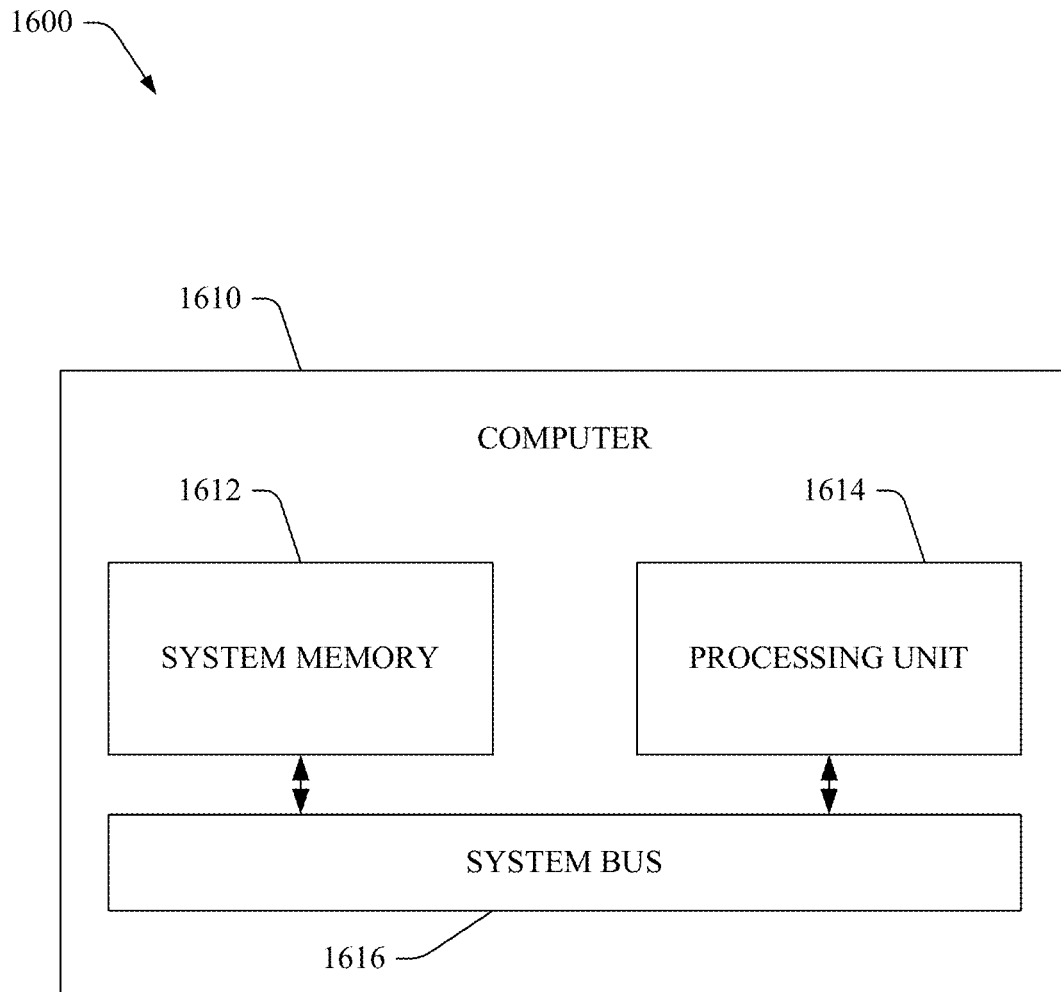 1600
1610
COMPUTER
1612
1614
SYSTEM MEMORY
PROCESSING UNIT
SYSTEM BUS
1616